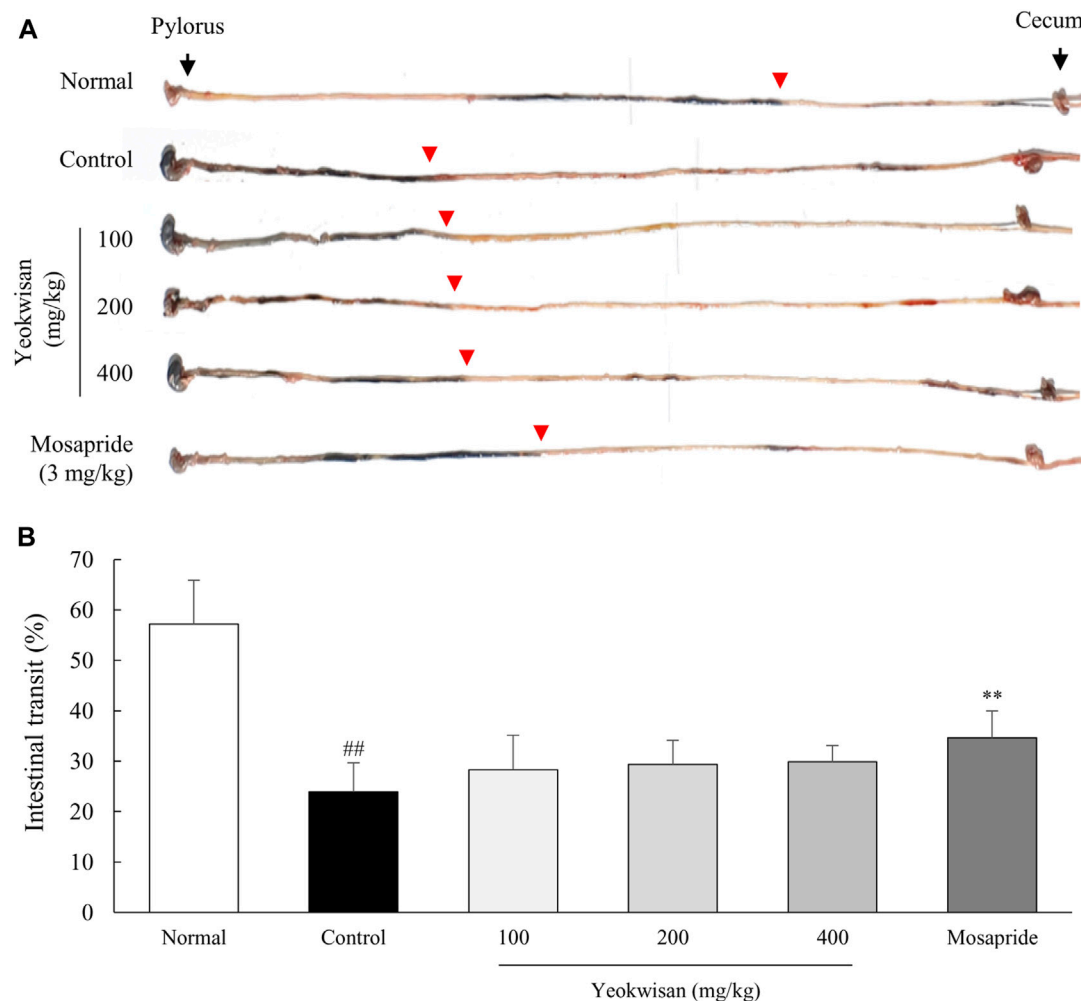 A
Pylorus
Cecum
Normal
Control
Yeokwisan
(mg/kg)
100
200
400
Mosapride
(3 mg/kg)
B
Intestinal transit (%)
70
60
50
40
30
20
10
0
##
**
Normal
Control
100
200
400
Mosapride
Yeokwisan (mg/kg)